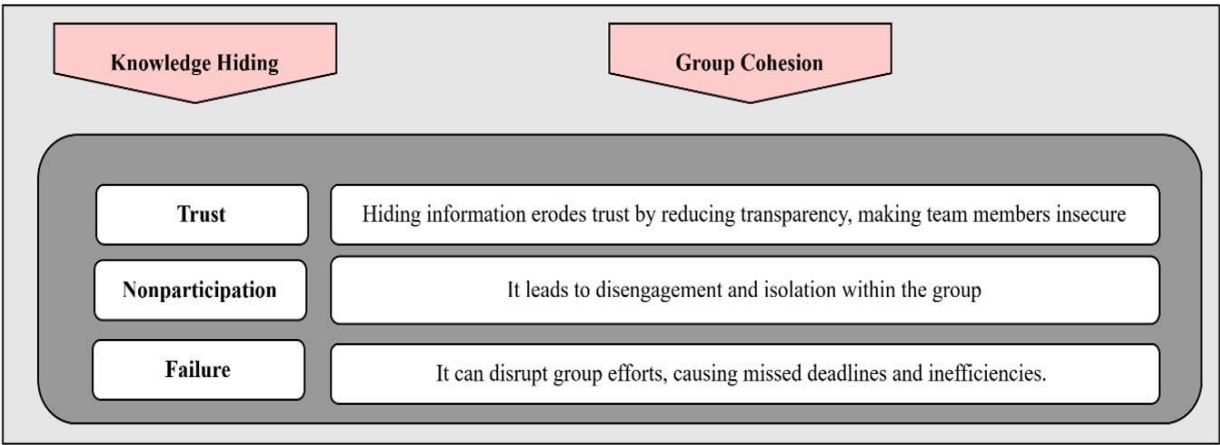 Knowledge Hiding
Group Cohesion
Trust
Hiding information erodes trust by reducing transparency, making team members insecure
Nonparticipation
It leads to disengagement and isolation within the group
Failure
It can disrupt group efforts, causing missed deadlines and inefficiencies.